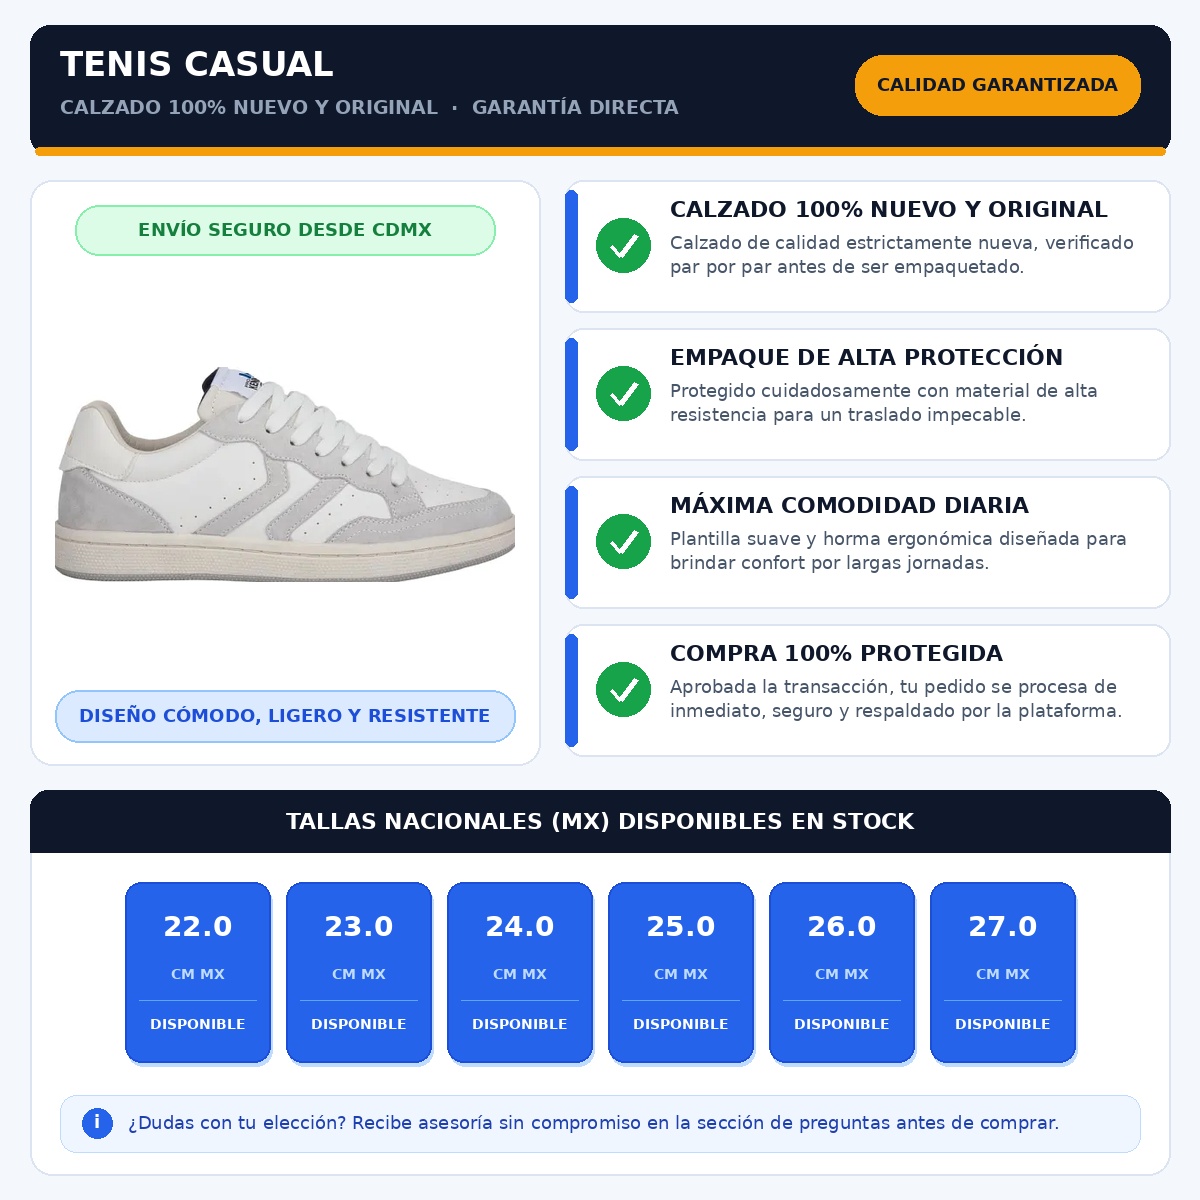 TENIS CASUAL
CALZADO 100% NUEVO Y ORIGINAL · GARANTÍA DIRECTA
CALIDAD GARANTIZADA
ENVÍO SEGURO DESDE CDMX
DISEÑO CÓMODO, LIGERO Y RESISTENTE
CALZADO 100% NUEVO Y ORIGINAL
Calzado de calidad estrictamente nueva, verificado
par por par antes de ser empaquetado.
EMPAQUE DE ALTA PROTECCIÓN
Protegido cuidadosamente con material de alta
resistencia para un traslado impecable.
MÁXIMA COMODIDAD DIARIA
Plantilla suave y horma ergonómica diseñada para
brindar confort por largas jornadas.
COMPRA 100% PROTEGIDA
Aprobada la transacción, tu pedido se procesa de
inmediato, seguro y respaldado por la plataforma.
TALLAS NACIONALES (MX) DISPONIBLES EN STOCK
22.0 23.0 24.0 25.0 26.0 27.0
CM MX CM MX CM MX CM MX CM MX CM MX
DISPONIBLE DISPONIBLE DISPONIBLE DISPONIBLE DISPONIBLE DISPONIBLE
i ¿Dudas con tu elección? Recibe asesoría sin compromiso en la sección de preguntas antes de comprar.